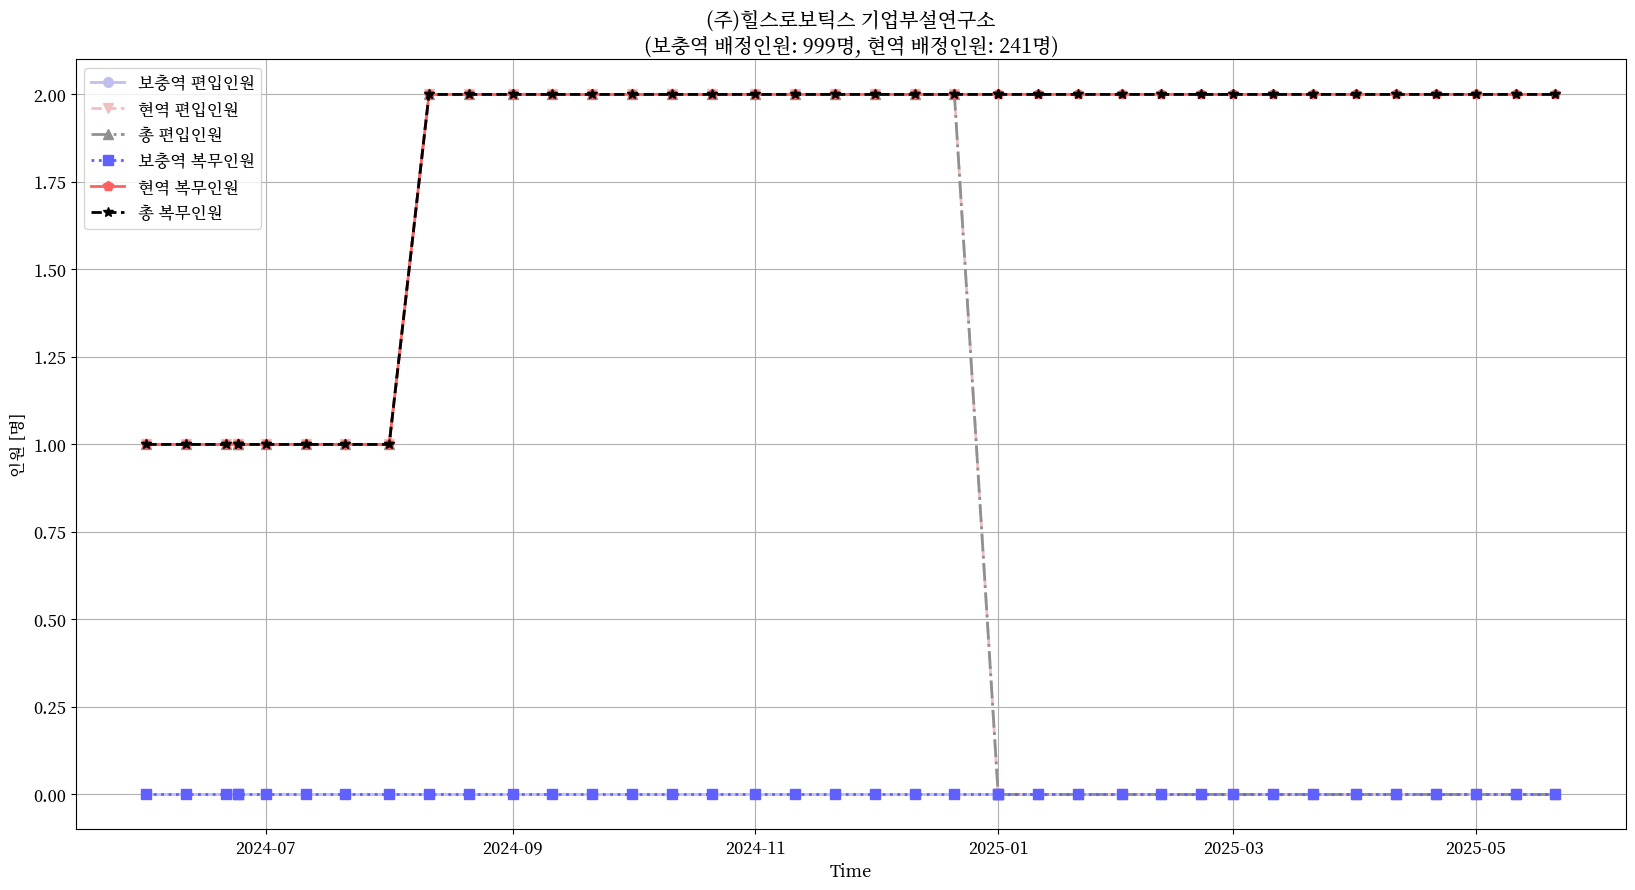 (주)힐스로보틱스 기업부설연구소
(보충역 배정인원: 999명, 현역 배정인원: 241명)
보충역 편입인원
현역 편입인원
총 편입인원
보충역 복무인원
현역 복무인원
총 복무인원
2.00
1.75
1.50
1.25
1.00
0.75
0.50
0.25
0.00
인원 [명]
2024-07
2024-09
2024-11
2025-01
2025-03
2025-05
Time